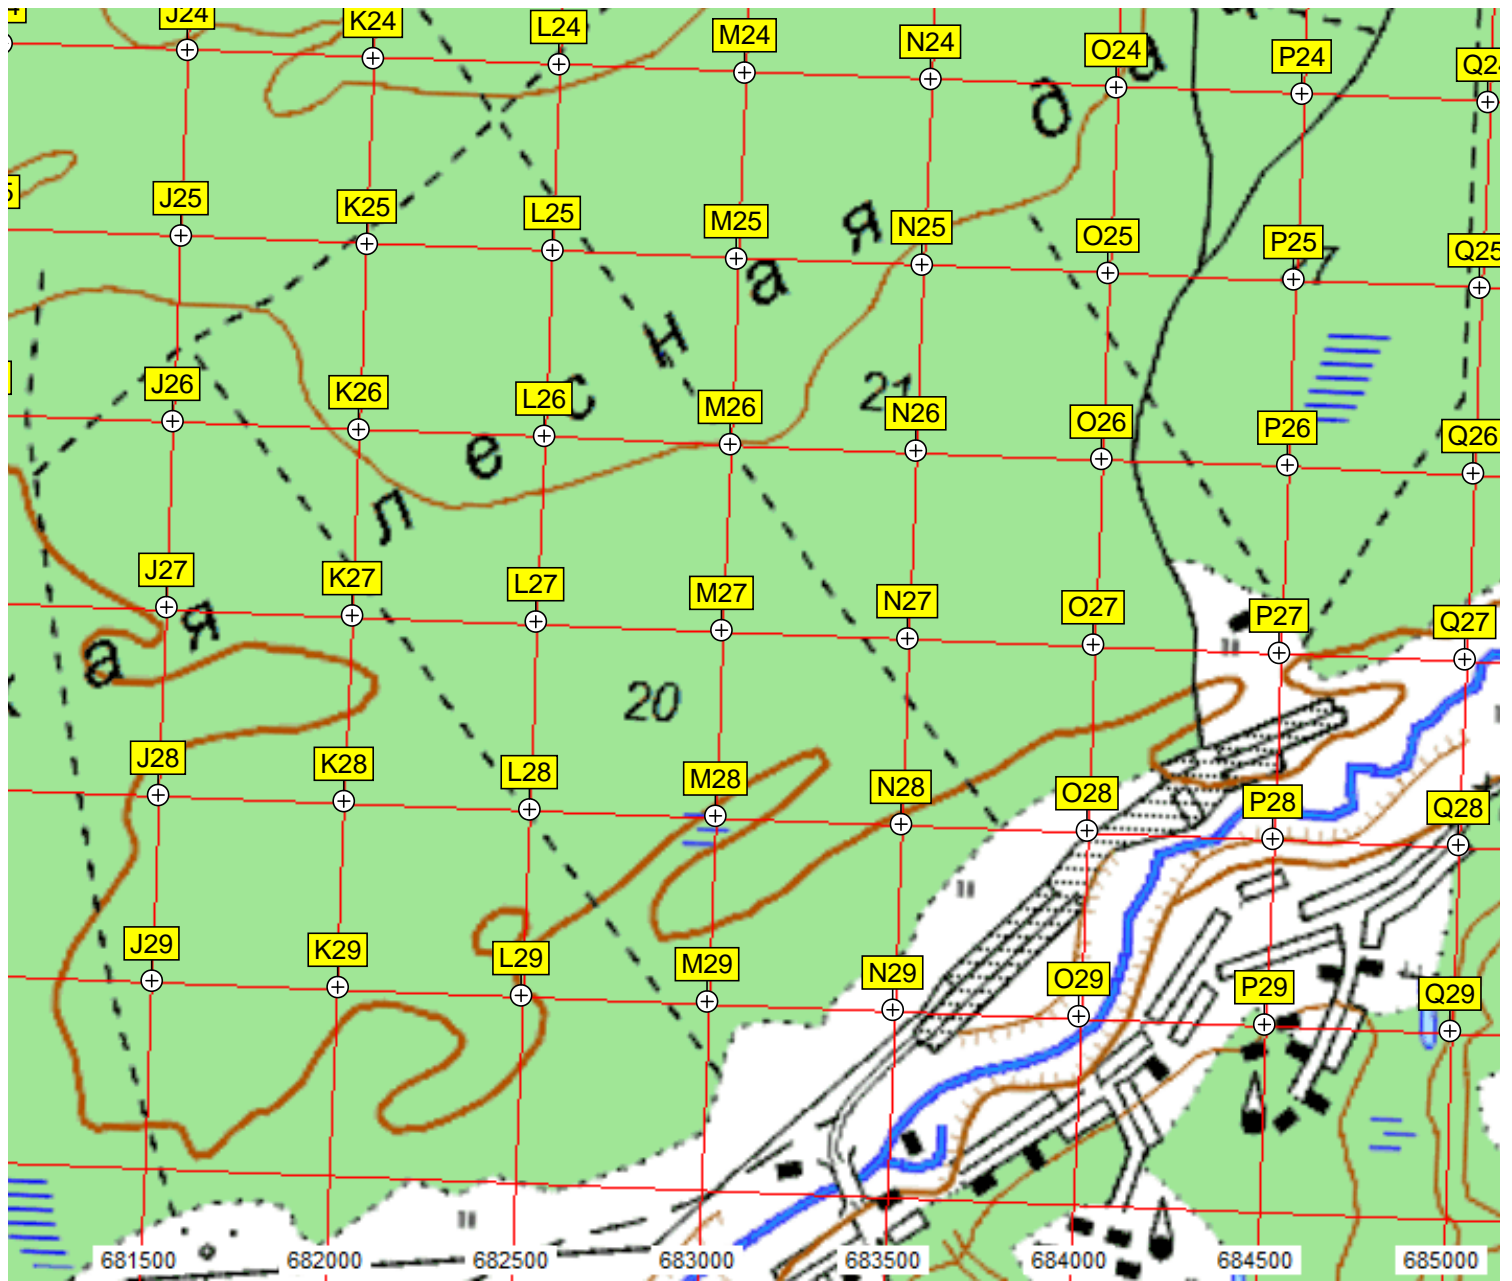 J24 K24 L24 M24 N24 O24 P24 Q24
J25 K25 L25 M25 N25 O25 P25 Q25
J26 K26 L26 M26 N26 O26 P26 Q26
J27 K27 L27 M27 N27 O27 P27 Q27
J28 K28 L28 M28 N28 O28 P28 Q28
J29 K29 L29 M29 N29 O29 P29 Q29
лесная
ая
21
20
681500 682000 682500 683000 683500 684000 684500 685000